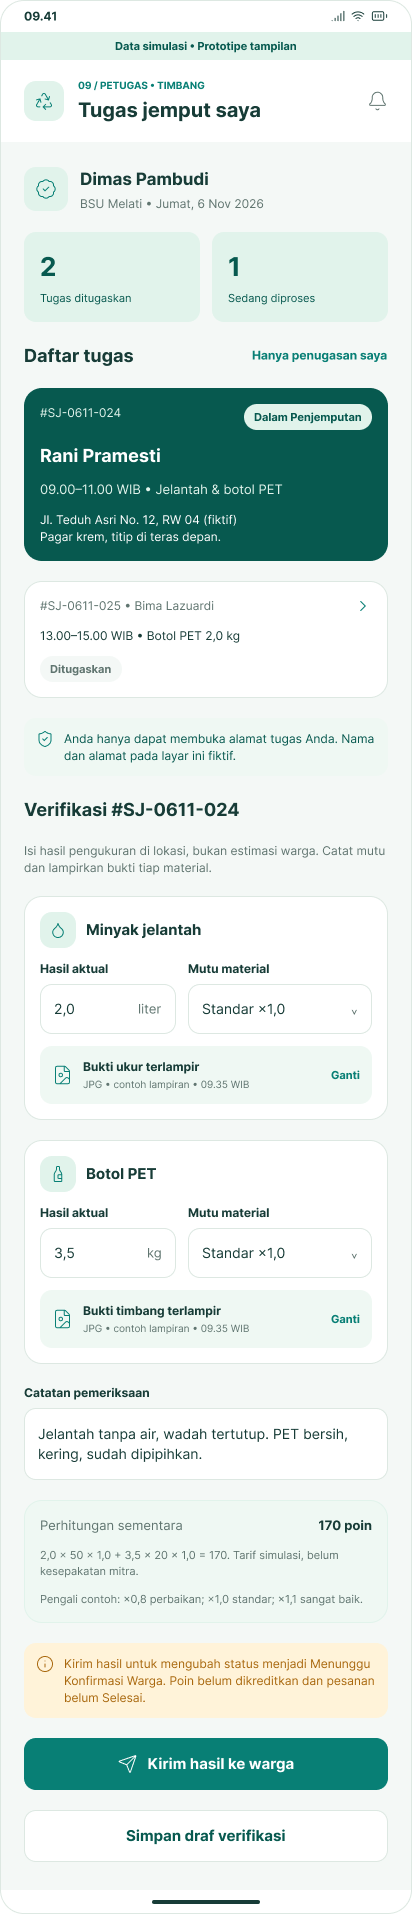 09.41
Data simulasi • Prototipe tampilan
09 / PETUGAS • TIMBANG
Tugas jemput saya
Dimas Pambudi
BSU Melati • Jumat, 6 Nov 2026
2
Tugas ditugaskan
1
Sedang diproses
Daftar tugas
Hanya penugasan saya
#SJ-0611-024
Dalam Penjemputan
Rani Pramesti
09.00–11.00 WIB • Jelantah & botol PET
Jl. Teduh Asri No. 12, RW 04 (fiktif)
Pagar krem, titip di teras depan.
#SJ-0611-025 • Bima Lazuardi
13.00–15.00 WIB • Botol PET 2,0 kg
Ditugaskan
Anda hanya dapat membuka alamat tugas Anda. Nama
dan alamat pada layar ini fiktif.
Verifikasi #SJ-0611-024
Isi hasil pengukuran di lokasi, bukan estimasi warga. Catat mutu
dan lampirkan bukti tiap material.
Minyak jelantah
Hasil aktual
Mutu material
2,0 liter
Standar ×1,0
Bukti ukur terlampir
JPG • contoh lampiran • 09.35 WIB
Ganti
Botol PET
Hasil aktual
Mutu material
3,5 kg
Standar ×1,0
Bukti timbang terlampir
JPG • contoh lampiran • 09.35 WIB
Ganti
Catatan pemeriksaan
Jelantah tanpa air, wadah tertutup. PET bersih,
kering, sudah dipipihkan.
Perhitungan sementara
170 poin
2,0 × 50 × 1,0 + 3,5 × 20 × 1,0 = 170. Tarif simulasi, belum
kesepakatan mitra.
Pengali contoh: ×0,8 perbaikan; ×1,0 standar; ×1,1 sangat baik.
Kirim hasil untuk mengubah status menjadi Menunggu
Konfirmasi Warga. Poin belum dikreditkan dan pesanan
belum Selesai.
Kirim hasil ke warga
Simpan draf verifikasi